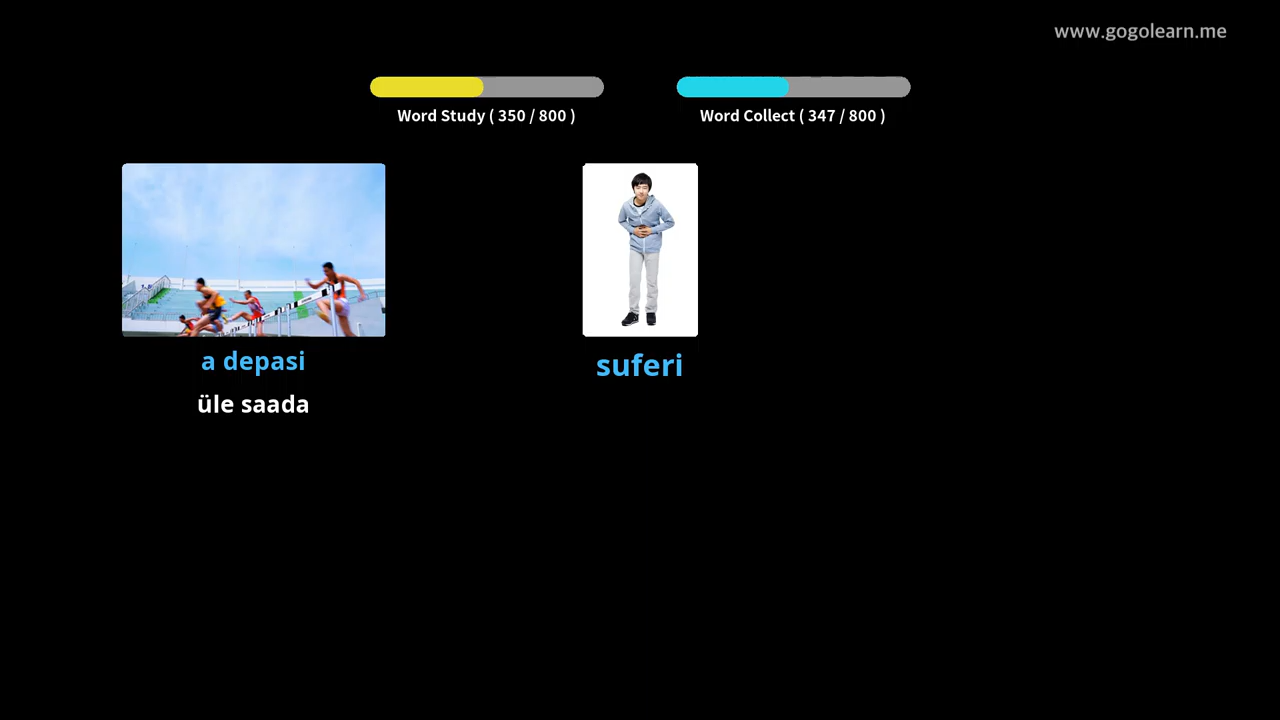 www.gogolearn.me
Word Study ( 350 / 800 )
Word Collect ( 347 / 800 )
a depasi
üle saada
suferi